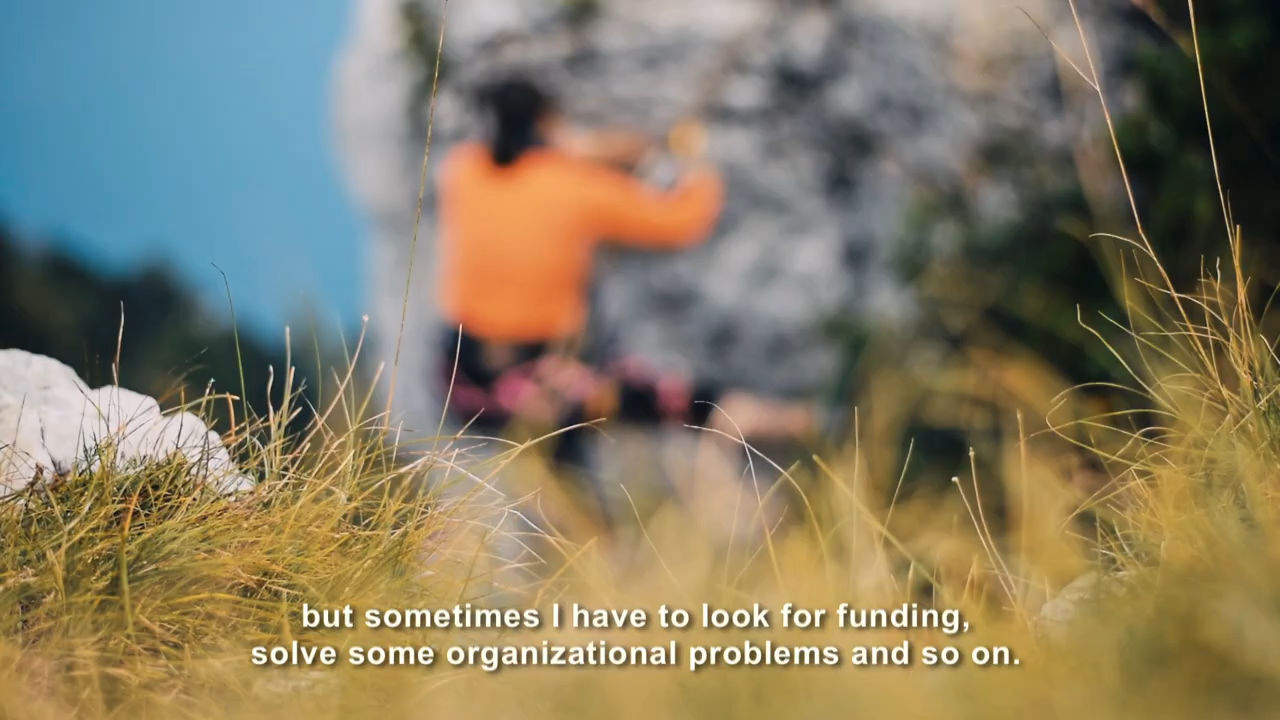 but sometimes I have to look for funding,
solve some organizational problems and so on.